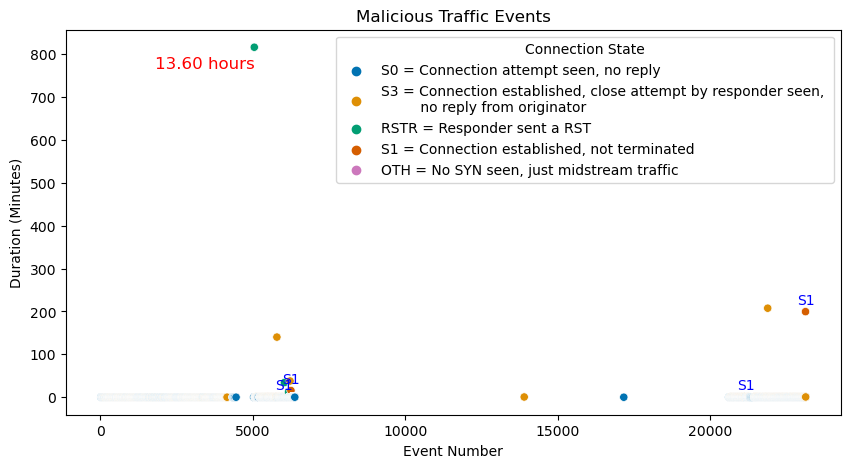 Malicious Traffic Events
800
700
600
500
400
300
200
100
0
Duration (Minutes)
13.60 hours
Connection State
S0 = Connection attempt seen, no reply
S3 = Connection established, close attempt by responder seen,
no reply from originator
RSTR = Responder sent a RST
S1 = Connection established, not terminated
OTH = No SYN seen, just midstream traffic
S1
S1
S1
S1
0 5000 10000 15000 20000
Event Number